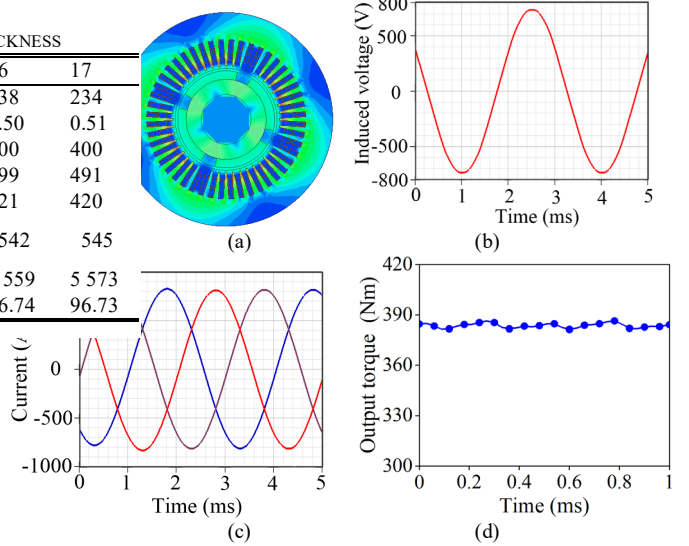 CKNESS
6 17
38 234
.50 0.51
00 400
99 491
21 420
542 545
559 5 573
6.74 96.73
(a)
Induced voltage (V)
800
500
0
-500
-800
0 1 2 3 4 5
Time (ms)
(b)
Current (
0
-500
-1000
0 1 2 3 4 5
Time (ms)
(c)
Output torque (Nm)
420
390
360
330
300
0 0.2 0.4 0.6 0.8 1
Time (ms)
(d)